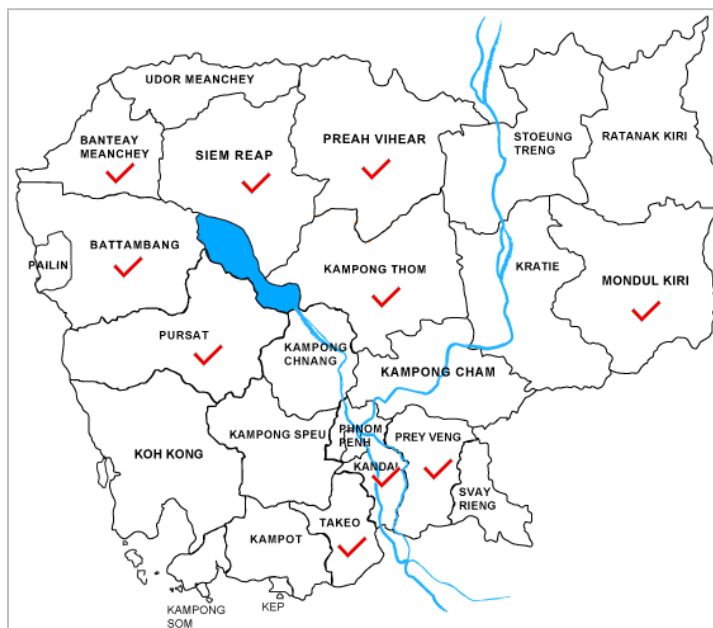 UDOR MEANCHEY
BANTEAY
MEANCHEY
SIEM REAP
PREAH VIHEAR
STOEUNG
TRENG
RATANAK KIRI
BATTAMBANG
PAILIN
KAMPONG THOM
KRATIE
MONDUL KIRI
PURSAT
KAMPONG
CHNANG
KAMPONG CHAM
KOH KONG
KAMPONG SPEU
PHNOM
PENH
PREY VENG
KANDAL
SVAY
RIENG
TAKEO
KAMPOT
KAMPONG
SOM
KEP